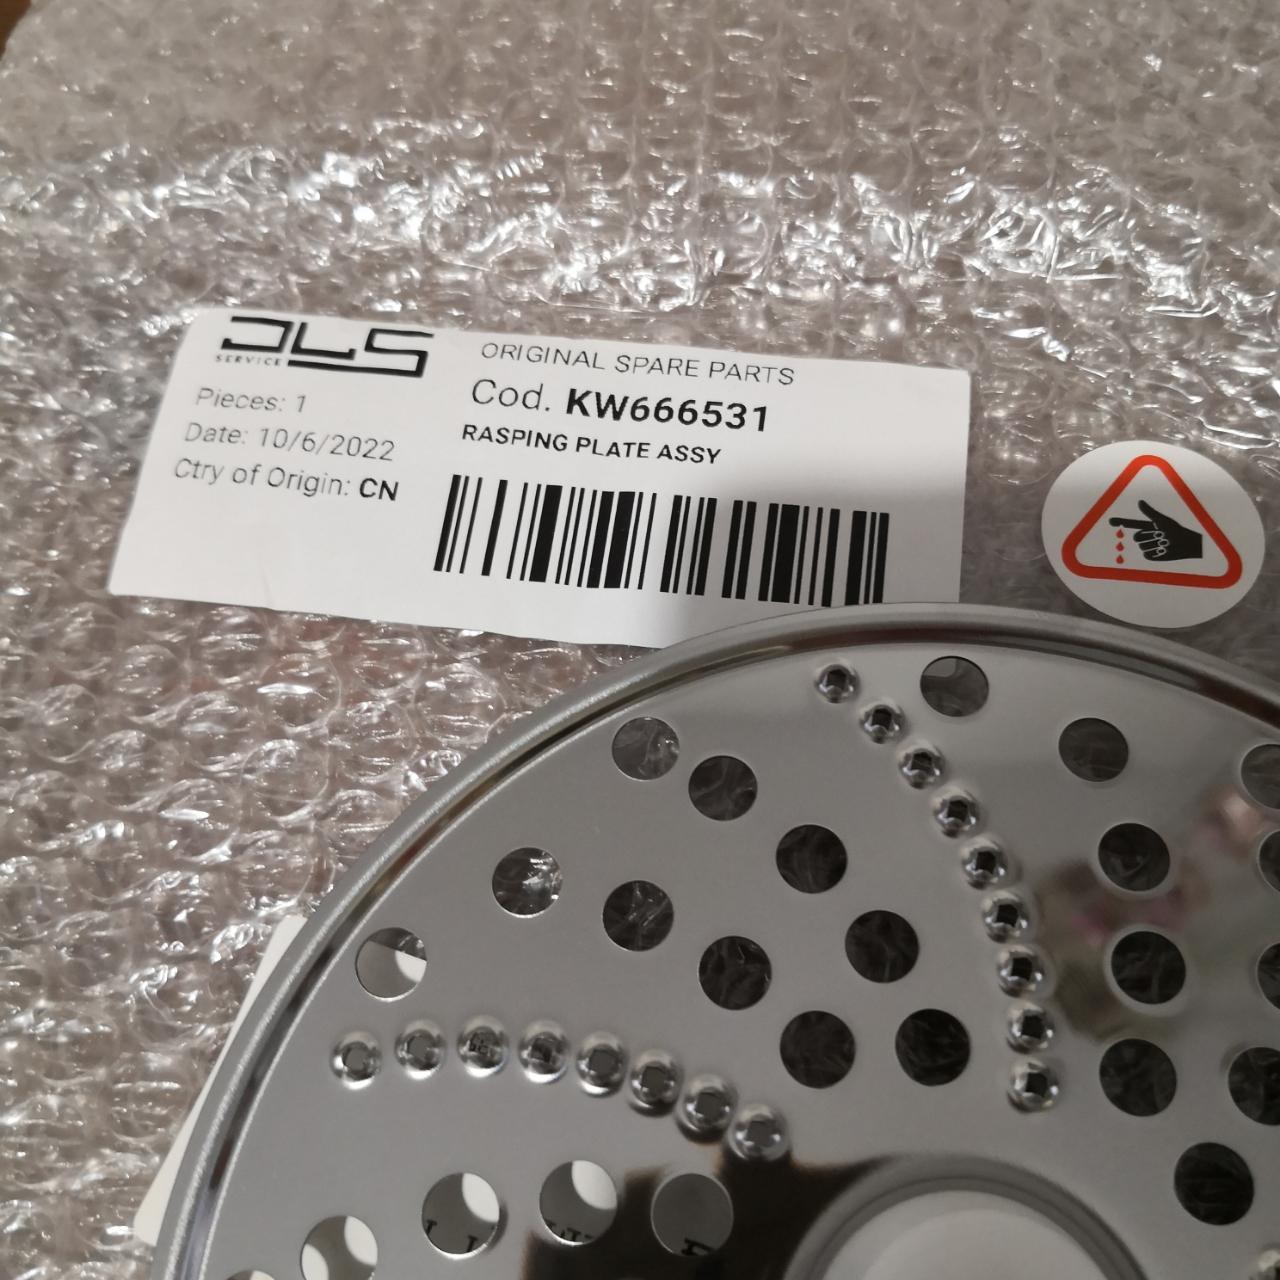 DLS
SERVICE
ORIGINAL SPARE PARTS
Cod. KW666531
RASPING PLATE ASSY
Pieces: 1
Date: 10/6/2022
Ctry of Origin: CN